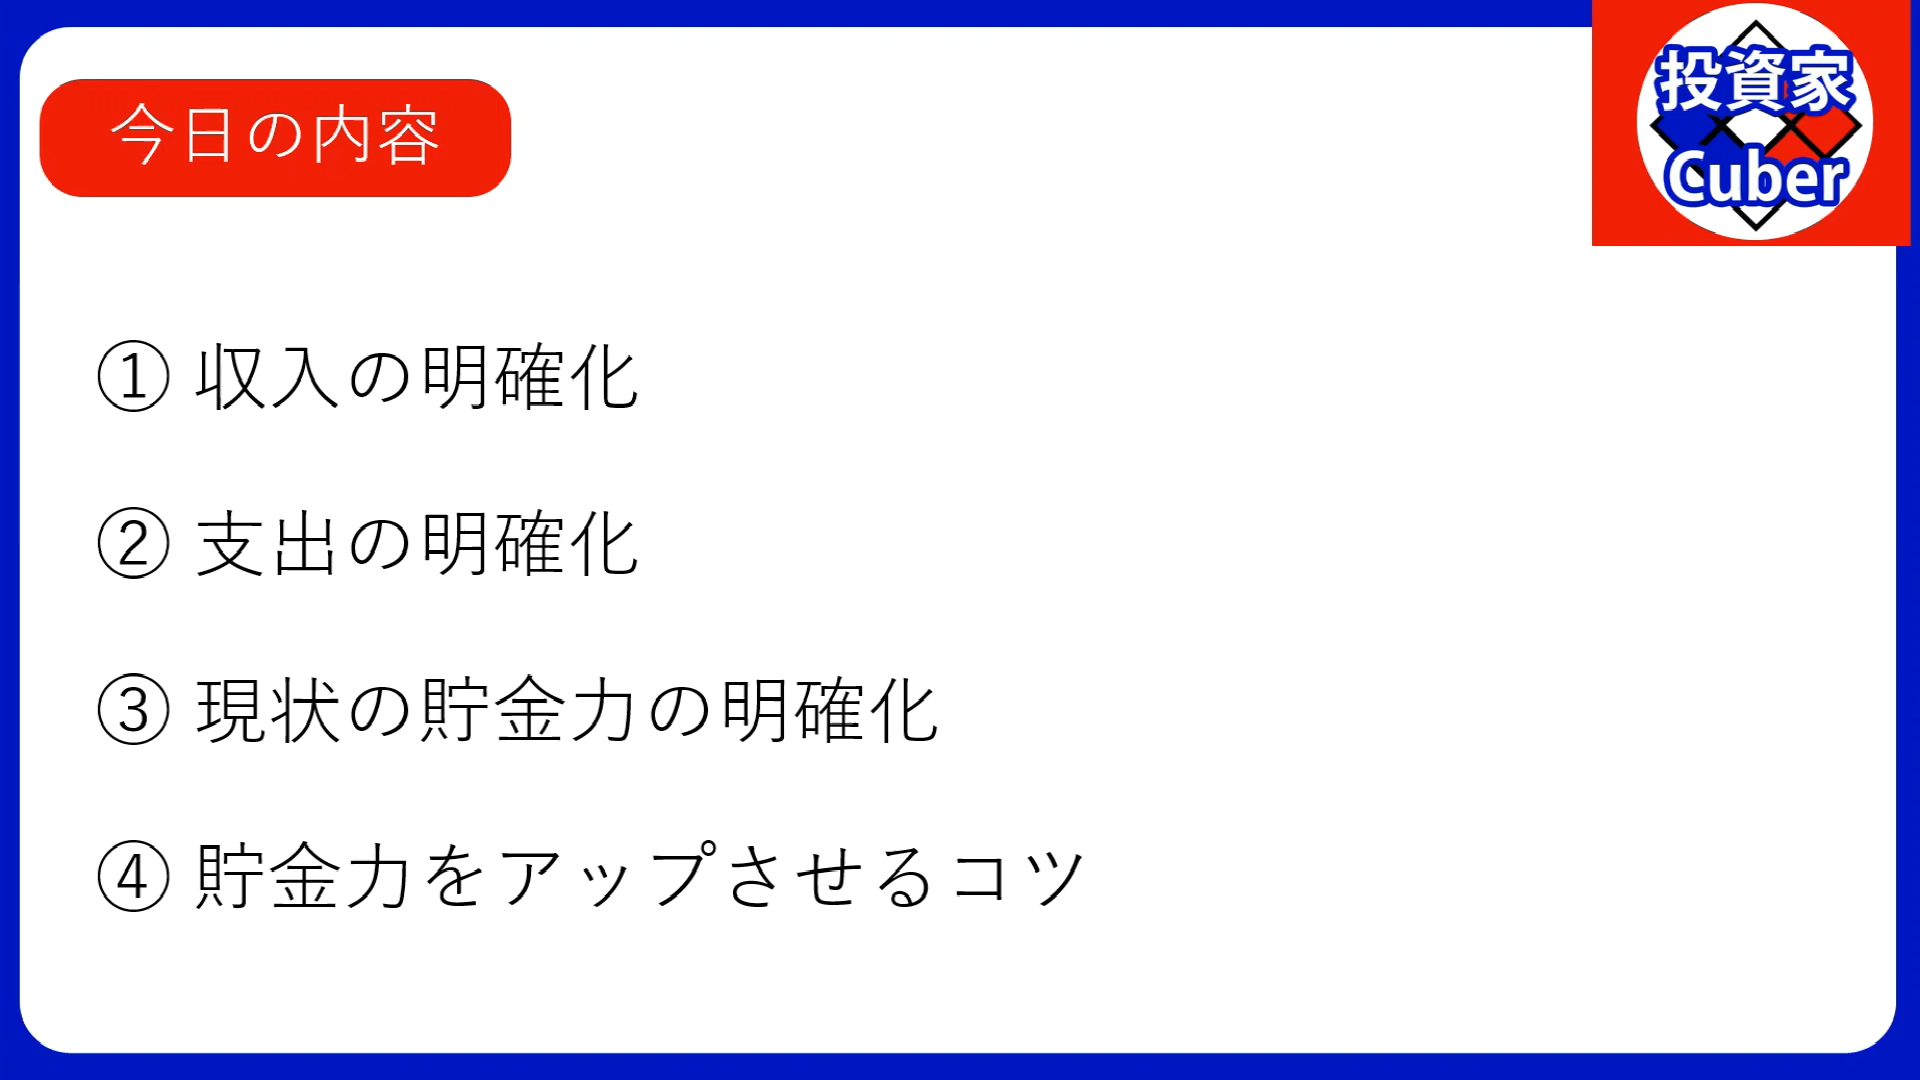 今日の内容
投資家
Cuber
① 収入の明確化
② 支出の明確化
③ 現状の貯金力の明確化
④ 貯金力をアップさせるコツ